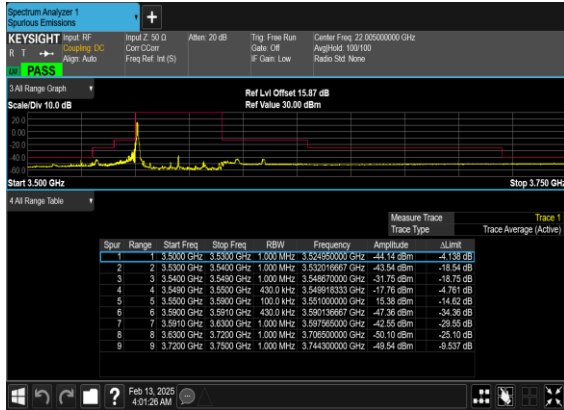 Spectrum Analyzer 1
Spurious Emissions
+
KEYSIGHT Input: RF Input Z: 50 Ω Atten: 20 dB Trig: Free Run Center Freq: 22.005000000 GHz
R T Coupling: DC Corr CCorr Gate: Off Avg|Hold: 100/100
Align: Auto Freq Ref: Int (S) IF Gain: Low Radio Std: None
PASS
3 All Range Graph
Ref Lvl Offset 15.87 dB
Scale/Div 10.0 dB Ref Value 30.00 dBm
20.0
0.00
-20.0
-40.0
-60.0
Start 3.500 GHz Stop 3.750 GHz
4 All Range Table
Measure Trace Trace 1
Trace Type Trace Average (Active)
Spur Range Start Freq Stop Freq RBW Frequency Amplitude ΔLimit
1 1 3.5000 GHz 3.5300 GHz 1.000 MHz 3.524950000 GHz -44.14 dBm -4.138 dB
2 2 3.5300 GHz 3.5400 GHz 1.000 MHz 3.532016667 GHz -43.54 dBm -18.54 dB
3 3 3.5400 GHz 3.5490 GHz 1.000 MHz 3.548670000 GHz -31.75 dBm -18.75 dB
4 4 3.5490 GHz 3.5500 GHz 430.0 kHz 3.549918333 GHz -17.76 dBm -4.761 dB
5 5 3.5500 GHz 3.5900 GHz 100.0 kHz 3.551000000 GHz 15.38 dBm -14.62 dB
6 6 3.5900 GHz 3.5910 GHz 430.0 kHz 3.590136667 GHz -47.36 dBm -34.36 dB
7 7 3.5910 GHz 3.6300 GHz 1.000 MHz 3.597565000 GHz -42.55 dBm -29.55 dB
8 8 3.6300 GHz 3.7200 GHz 1.000 MHz 3.706500000 GHz -50.10 dBm -25.10 dB
9 9 3.7200 GHz 3.7500 GHz 1.000 MHz 3.744300000 GHz -49.54 dBm -9.537 dB
? Feb 13, 2025
4:01:26 AM